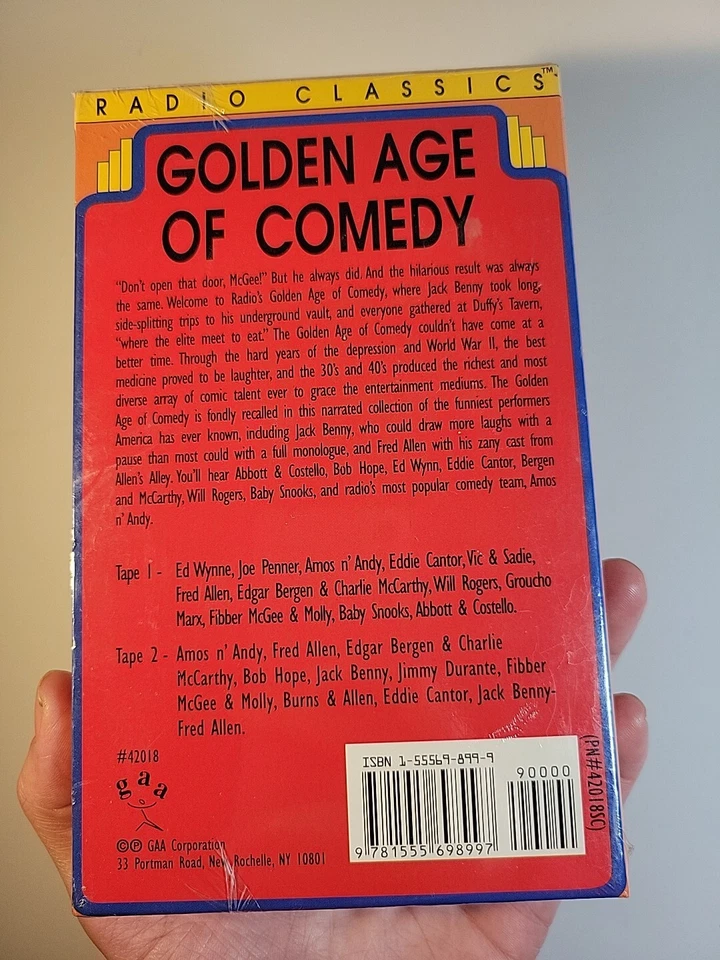 RADiO CLASSICS™
GOLDEN AGE
OF COMEDY
"Don't open that door, McGee!" But he always did. And the hilarious result was always
the same. Welcome to Radio's Golden Age of Comedy, where Jack Benny took long,
side-splitting trips to his underground vault, and everyone gathered at Duffy's Tavern,
"where the elite meet to eat." The Golden Age of Comedy couldn't have come at a
better time. Through the hard years of the depression and World War II, the best
medicine proved to be laughter, and the 30's and 40's produced the richest and most
diverse array of comic talent ever to grace the entertainment mediums. The Golden
Age of Comedy is fondly recalled in this narrated collection of the funniest performers
America has ever known, including Jack Benny, who could draw more laughs with a
pause than most could with a full monologue, and Fred Allen with his zany cast from
Allen's Alley. You'll hear Abbott & Costello, Bob Hope, Ed Wynn, Eddie Cantor, Bergen
and McCarthy, Will Rogers, Baby Snooks, and radio's most popular comedy team, Amos
n' Andy.
Tape 1 - Ed Wynne, Joe Penner, Amos n' Andy, Eddie Cantor, Vic & Sadie,
Fred Allen, Edgar Bergen & Charlie McCarthy, Will Rogers, Groucho
Marx, Fibber McGee & Molly, Baby Snooks, Abbott & Costello.
Tape 2 - Amos n' Andy, Fred Allen, Edgar Bergen & Charlie
McCarthy, Bob Hope, Jack Benny, Jimmy Durante, Fibber
McGee & Molly, Burns & Allen, Eddie Cantor, Jack Benny-
Fred Allen.
#42018
gaa
©℗ GAA Corporation
33 Portman Road, New Rochelle, NY 10801
ISBN 1-55569-899-9
90000
9 781555 698997
(PN#42018SC)